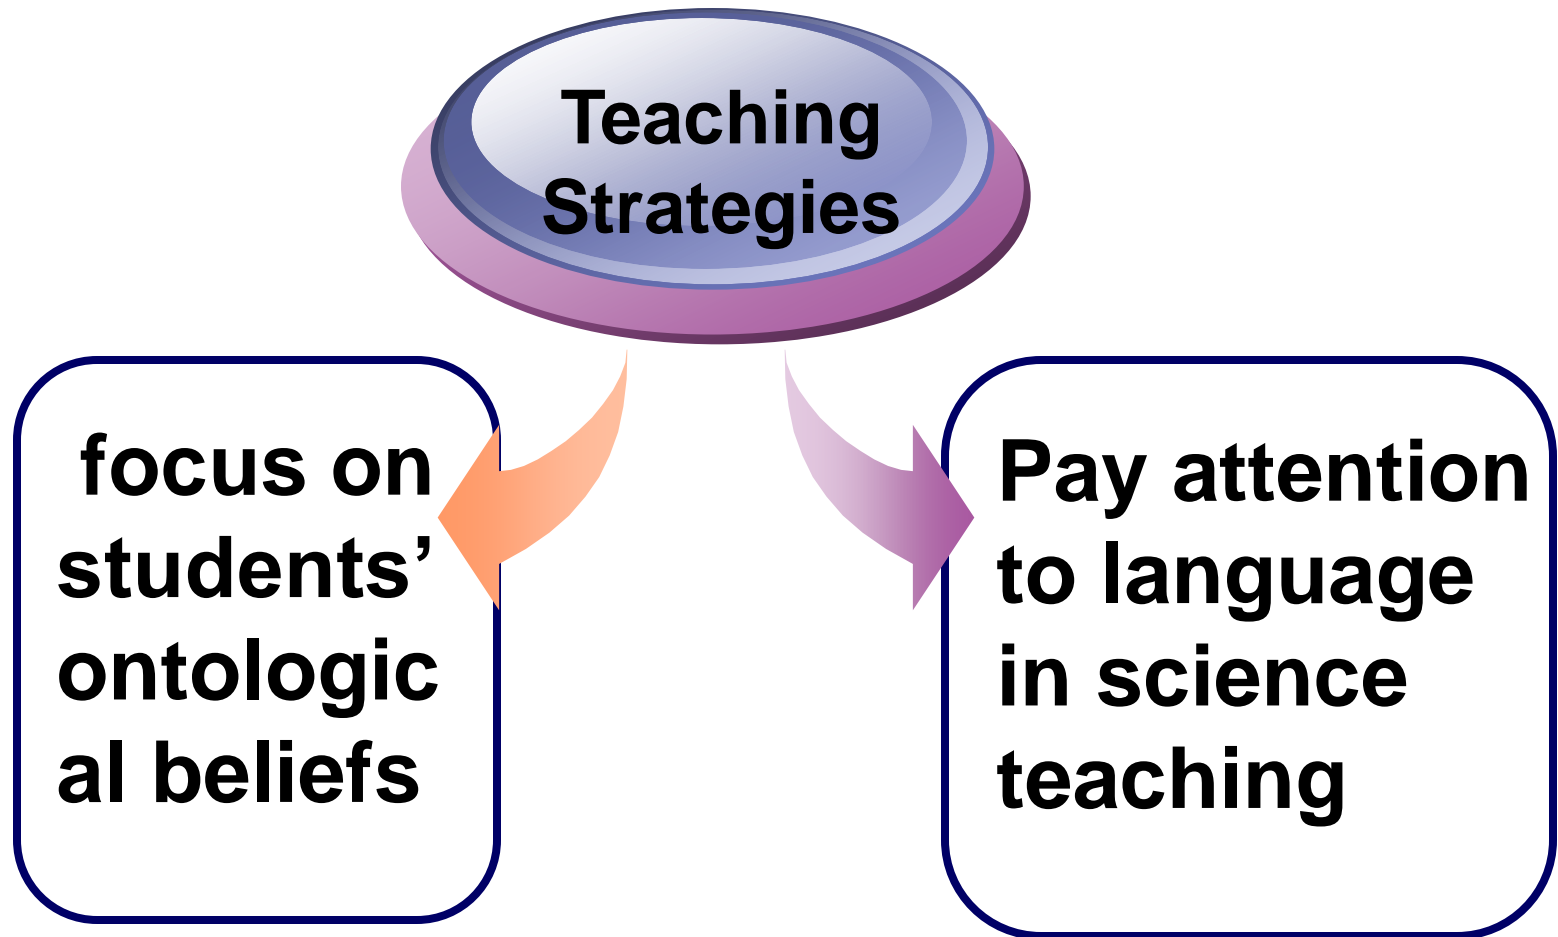 Teaching
Strategies
focus on
students’
ontologic
al beliefs
Pay attention
to language
in science
teaching